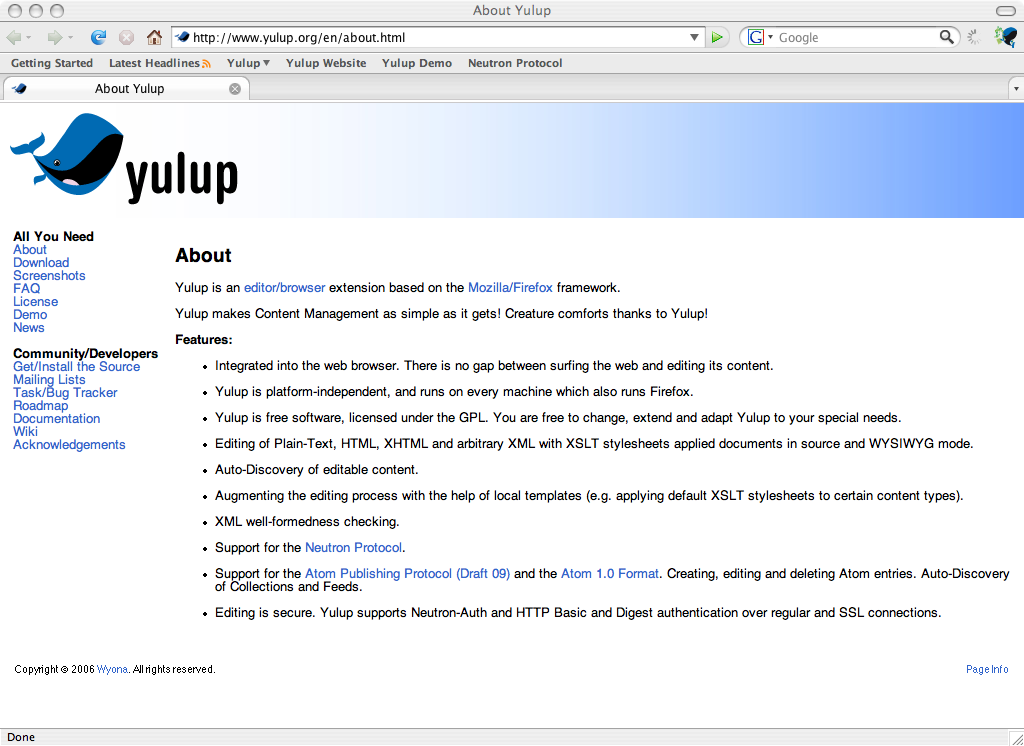 About Yulup
http://www.yulup.org/en/about.html
G
Google
Getting Started
Latest Headlines
Yulup
Yulup Website
Yulup Demo
Neutron Protocol
About Yulup
yulup
All You Need
About
Download
Screenshots
FAQ
License
Demo
News
Community/Developers
Get/Install the Source
Mailing Lists
Task/Bug Tracker
Roadmap
Documentation
Wiki
Acknowledgements
About
Yulup is an editor/browser extension based on the Mozilla/Firefox framework.
Yulup makes Content Management as simple as it gets! Creature comforts thanks to Yulup!
Features:
• Integrated into the web browser. There is no gap between surfing the web and editing its content.
• Yulup is platform-independent, and runs on every machine which also runs Firefox.
• Yulup is free software, licensed under the GPL. You are free to change, extend and adapt Yulup to your special needs.
• Editing of Plain-Text, HTML, XHTML and arbitrary XML with XSLT stylesheets applied documents in source and WYSIWYG mode.
• Auto-Discovery of editable content.
• Augmenting the editing process with the help of local templates (e.g. applying default XSLT stylesheets to certain content types).
• XML well-formedness checking.
• Support for the Neutron Protocol.
• Support for the Atom Publishing Protocol (Draft 09) and the Atom 1.0 Format. Creating, editing and deleting Atom entries. Auto-Discovery
of Collections and Feeds.
• Editing is secure. Yulup supports Neutron-Auth and HTTP Basic and Digest authentication over regular and SSL connections.
Copyright © 2006 Wyona. All rights reserved.
Page Info
Done